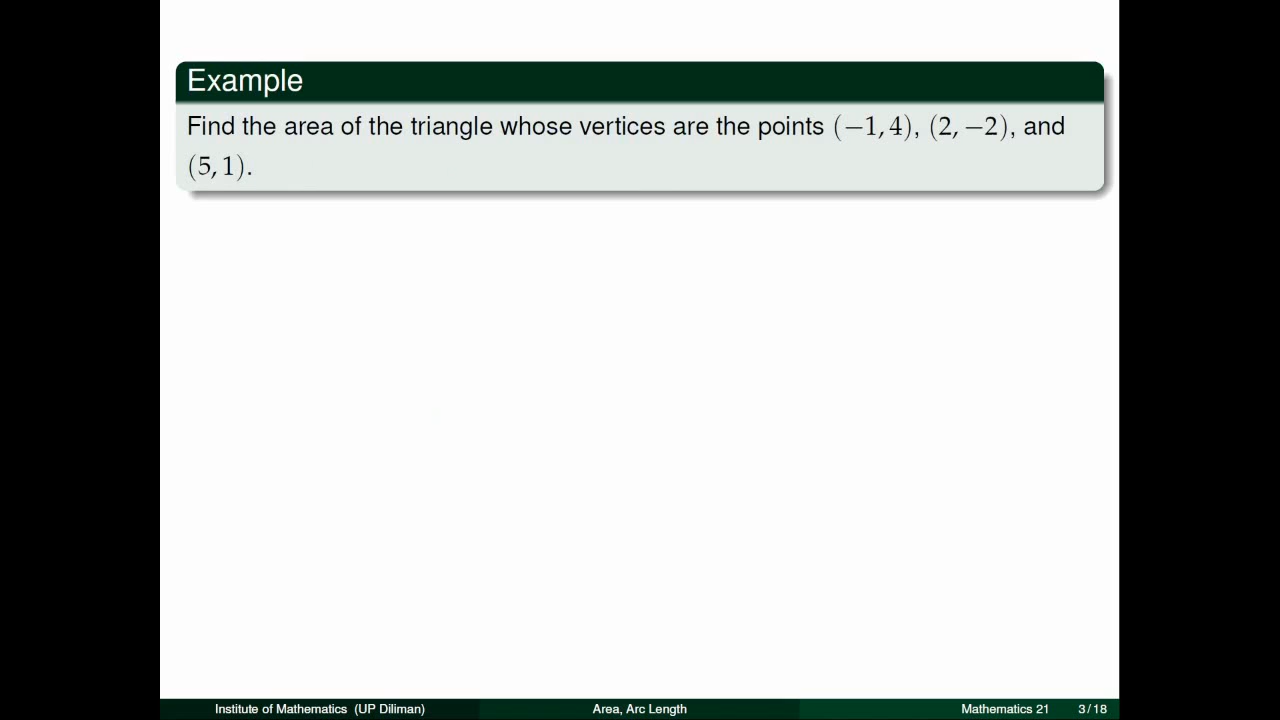 Example
Find the area of the triangle whose vertices are the points (−1, 4), (2, −2), and
(5, 1).
Institute of Mathematics (UP Diliman) Area, Arc Length Mathematics 21 3 / 18